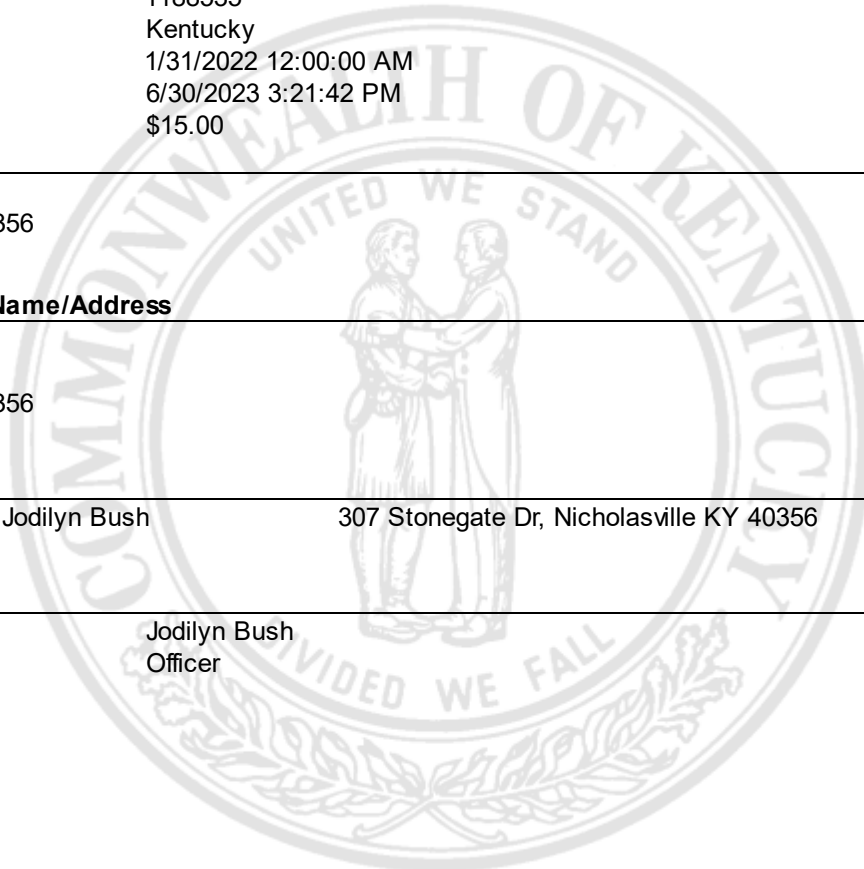 Kentucky
1/31/2022 12:00:00 AM
6/30/2023 3:21:42 PM
$15.00
356
Name/Address
356
Jodilyn Bush 307 Stonegate Dr, Nicholasville KY 40356
Jodilyn Bush
Officer
COMMONWEALTH OF KENTUCKY
UNITED WE STAND
DIVIDED WE FALL